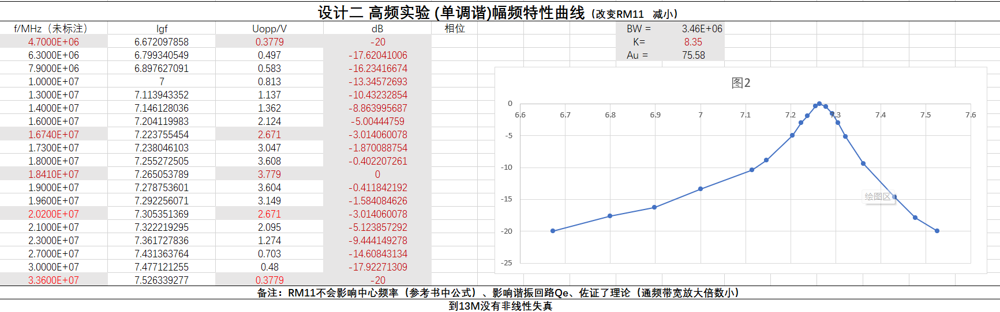 设计二 高频实验 (单调谐)幅频特性曲线（改变RM11 减小）
f/MHz（未标注） lgf Uopp/V dB 相位 BW = 3.46E+06
4.7000E+06 6.672097858 0.3779 -20 K= 8.35
6.3000E+06 6.799340549 0.497 -17.62041006 Au = 75.58
7.9000E+06 6.897627091 0.583 -16.23416674
1.0000E+07 7 0.813 -13.34572693
1.3000E+07 7.113943352 1.137 -10.43232854
1.4000E+07 7.146128036 1.362 -8.863995687
1.6000E+07 7.204119983 2.124 -5.00444759
1.6740E+07 7.223755454 2.671 -3.014060078
1.7300E+07 7.238046103 3.047 -1.870088754
1.8000E+07 7.255272505 3.608 -0.402207261
1.8410E+07 7.265053789 3.779 0
1.9000E+07 7.278753601 3.604 -0.411842192
1.9600E+07 7.292256071 3.149 -1.584084626
2.0200E+07 7.305351369 2.671 -3.014060078
2.1000E+07 7.322219295 2.095 -5.123857292
2.3000E+07 7.361727836 1.274 -9.444149278
2.7000E+07 7.431363764 0.703 -14.60843134
3.0000E+07 7.477121255 0.48 -17.92271309
3.3600E+07 7.526339277 0.3779 -20
图2
0
6.6 6.7 6.8 6.9 7 7.1 7.2 7.3 7.4 7.5 7.6
-5
-10
-15
绘图区
-20
-25
备注：RM11不会影响中心频率（参考书中公式）、影响谐振回路Qe、佐证了理论（通频带宽放大倍数小）
到13M没有非线性失真